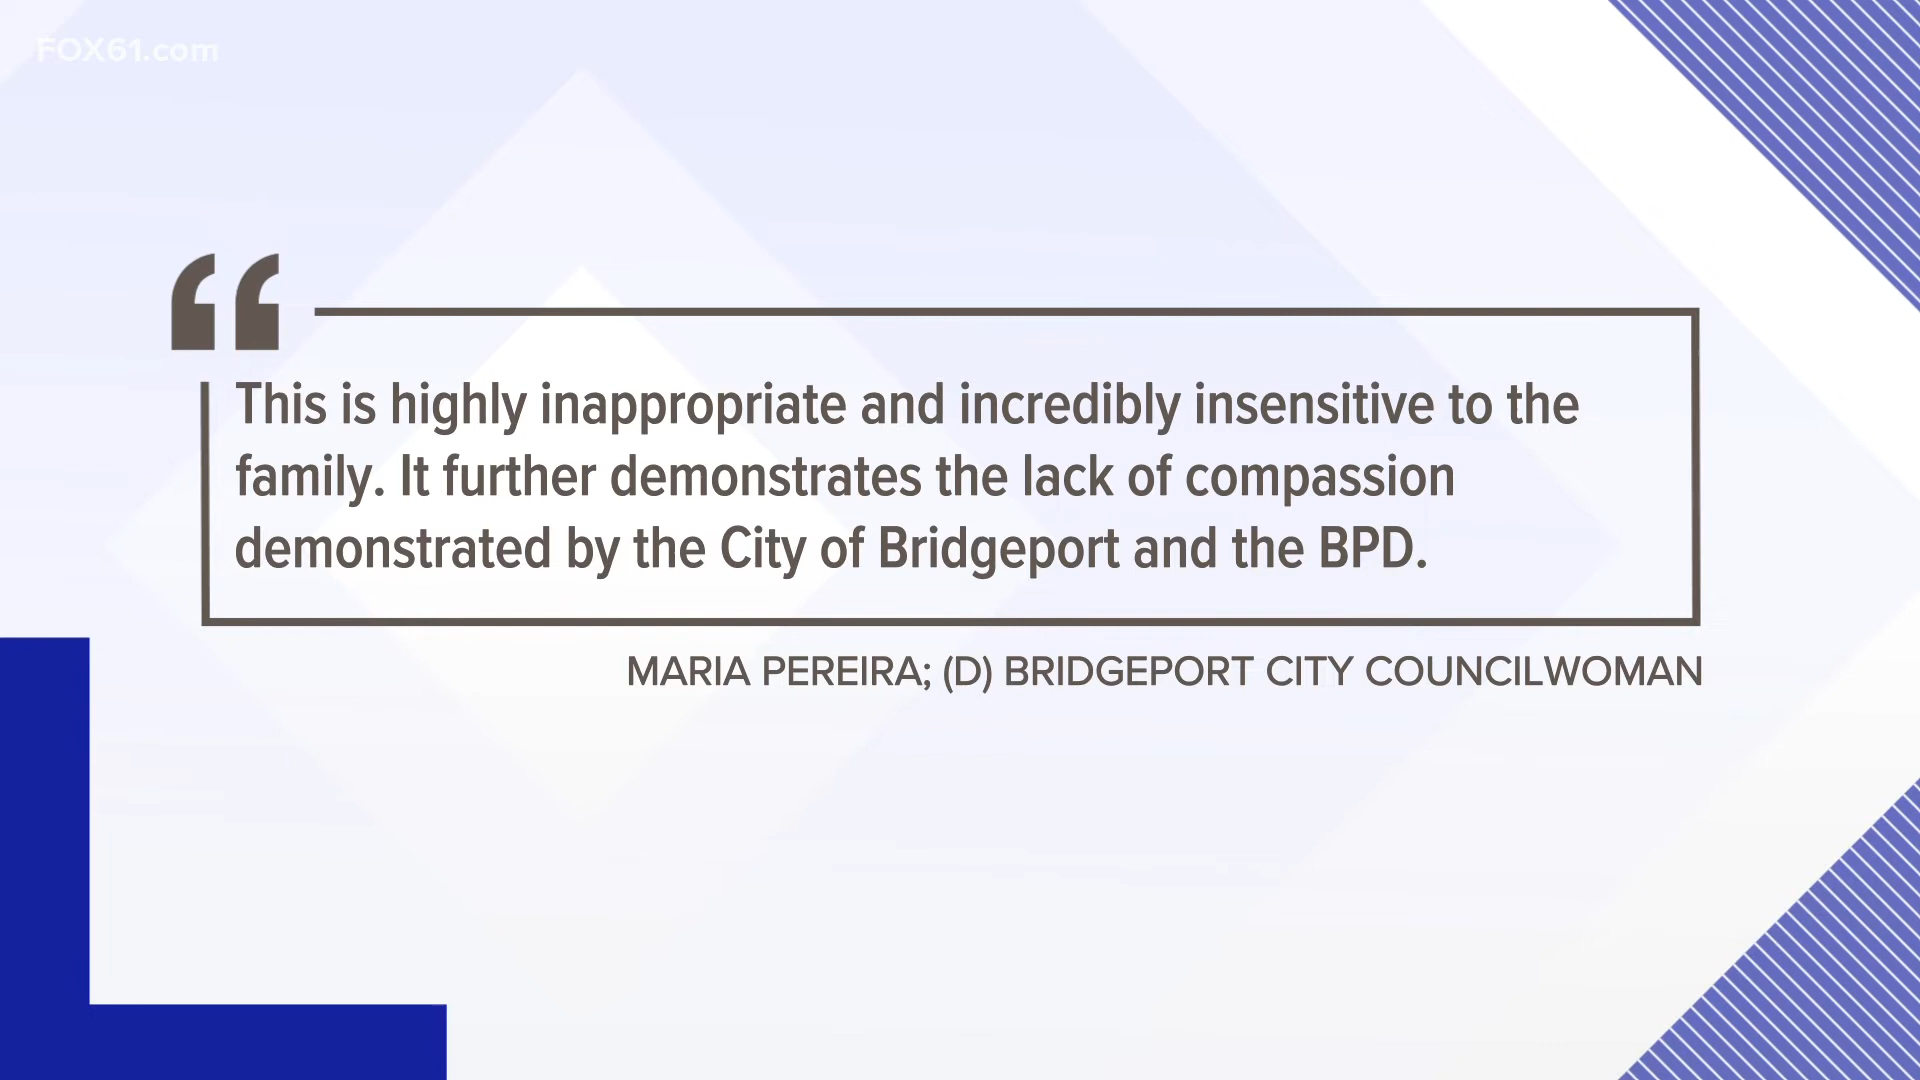 FOX61.com
“
This is highly inappropriate and incredibly insensitive to the
family. It further demonstrates the lack of compassion
demonstrated by the City of Bridgeport and the BPD.
MARIA PEREIRA; (D) BRIDGEPORT CITY COUNCILWOMAN